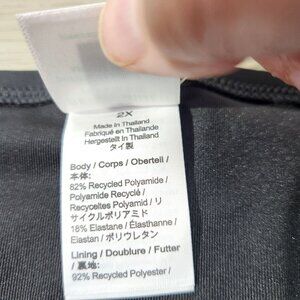 2X
Made in Thailand
Fabriqué en Thaïlande
Hergestellt in Thailand
タイ製
Body / Corps / Oberteil /
本体:
82% Recycled Polyamide /
Polyamide Recyclé /
Recyceltes Polyamid / リ
サイクルポリアミド
18% Elastane / Élasthanne /
Elastan / ポリウレタン
Lining / Doublure / Futter
/ 裏地:
92% Recycled Polyester /